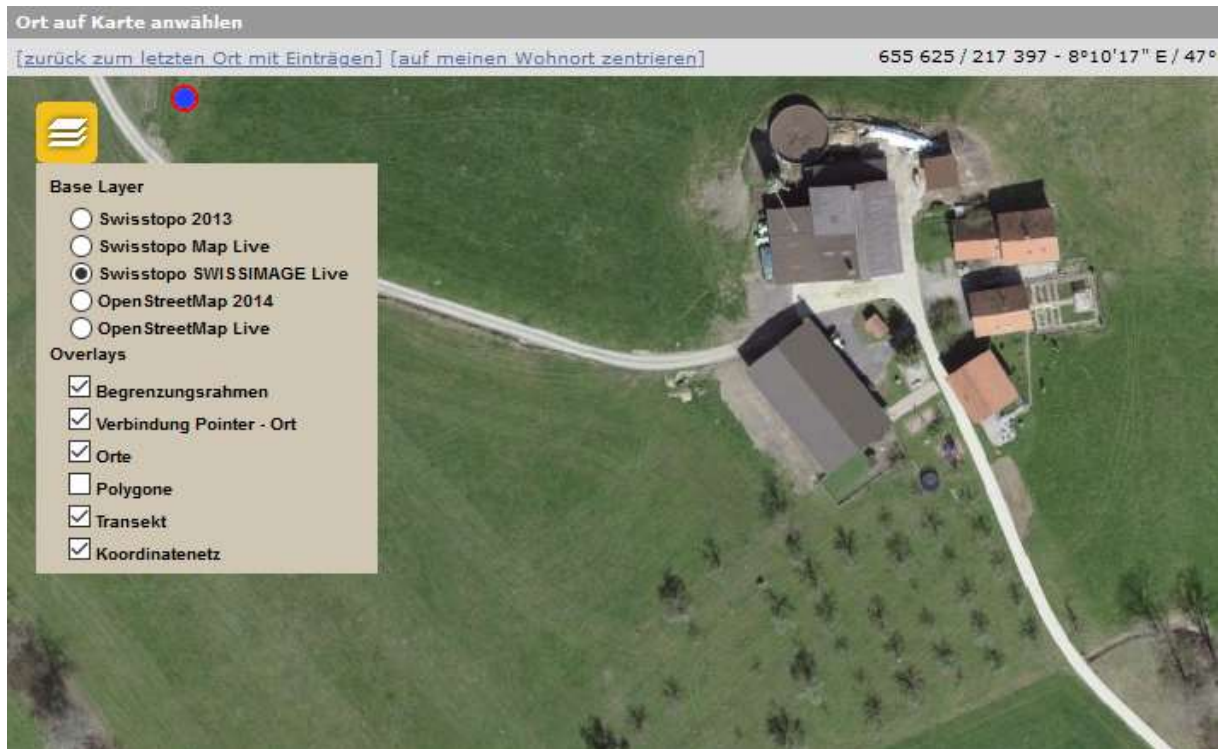 Ort auf Karte anwählen
[zurück zum letzten Ort mit Einträgen] [auf meinen Wohnort zentrieren] 655 625 / 217 397 - 8°10'17" E / 47°
Base Layer
Swisstopo 2013
Swisstopo Map Live
Swisstopo SWISSIMAGE Live
OpenStreetMap 2014
OpenStreetMap Live
Overlays
Begrenzungsrahmen
Verbindung Pointer - Ort
Orte
Polygone
Transekt
Koordinatenetz